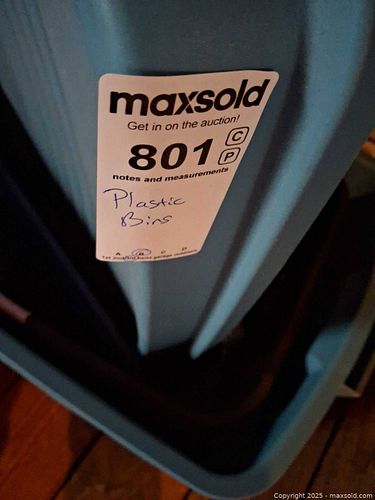 maxsold
Get in on the auction!
801 C
P
notes and measurements
Plastic
Bins
A B C D
Copyright 2025 - maxsold.com